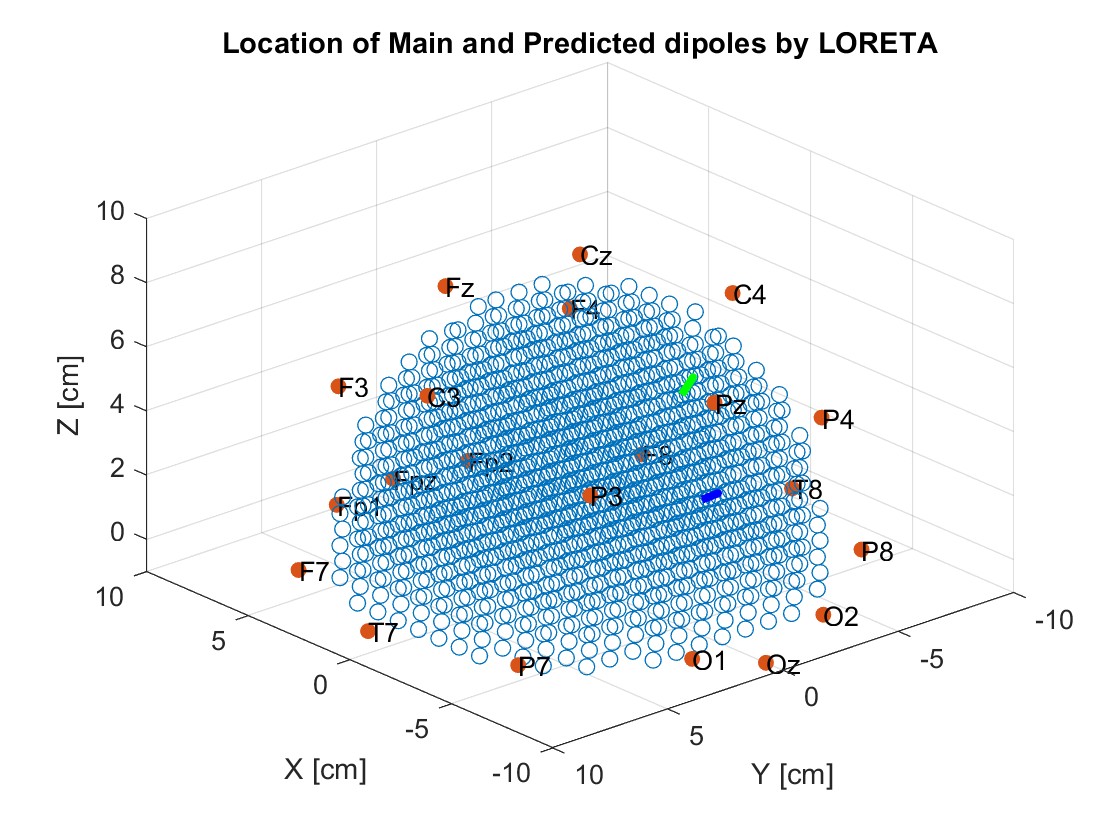 Location of Main and Predicted dipoles by LORETA
10
8
6
4
2
0
Z [cm]
10
5
0
-5
-10
X [cm]
10
5
0
-5
-10
Y [cm]
Cz
Fz
C4
F4
F3
C3
Pz
P4
Fp2
F8
Fpz
T8
P3
Fp1
P8
F7
O2
T7
O1
Oz
P7